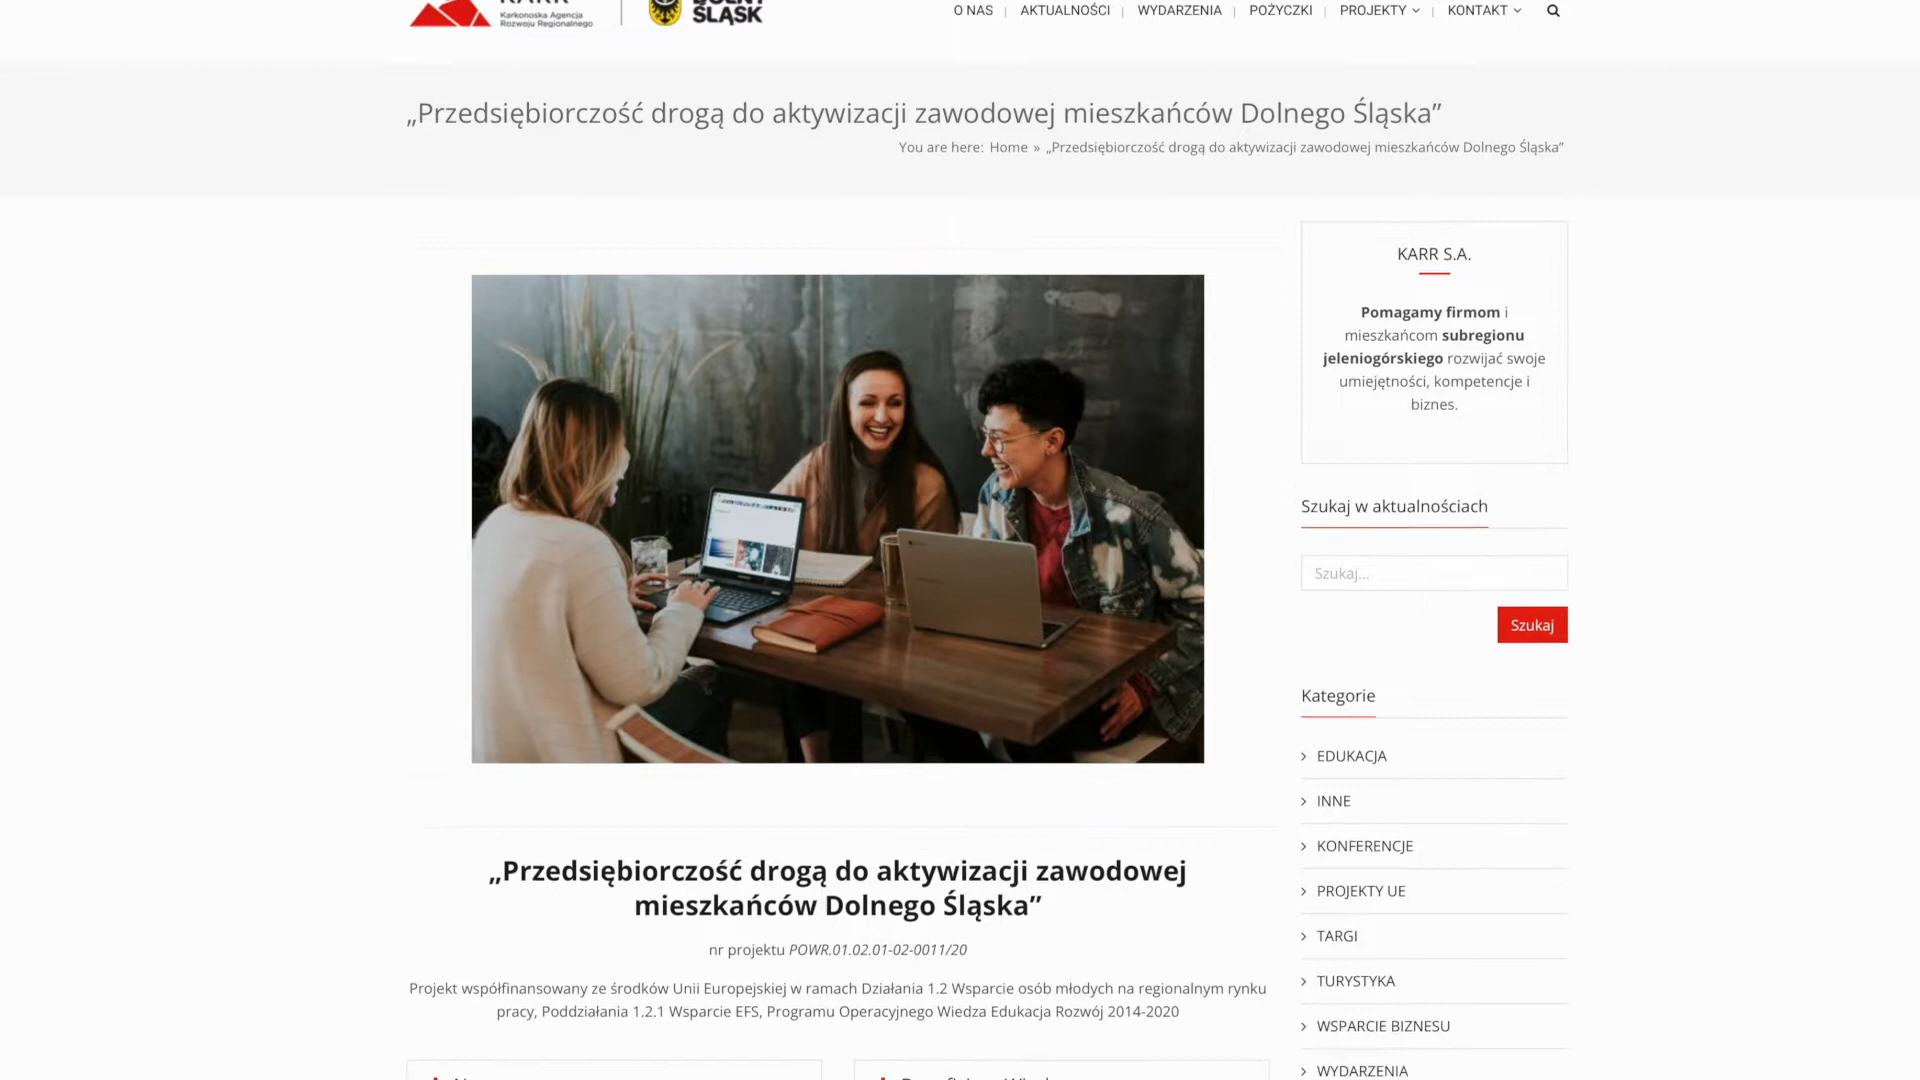 Karkonoska Agencja
Rozwoju Regionalnego
ŚLĄSK
O NAS
AKTUALNOŚCI
WYDARZENIA
POŻYCZKI
PROJEKTY
KONTAKT
„Przedsiębiorczość drogą do aktywizacji zawodowej mieszkańców Dolnego Śląska”
You are here: Home » „Przedsiębiorczość drogą do aktywizacji zawodowej mieszkańców Dolnego Śląska”
KARR S.A.
Pomagamy firmom i
mieszkańcom subregionu
jeleniogórskiego rozwijać swoje
umiejętności, kompetencje i
biznes.
Szukaj w aktualnościach
Szukaj...
Szukaj
Kategorie
EDUKACJA
INNE
KONFERENCJE
PROJEKTY UE
TARGI
TURYSTYKA
WSPARCIE BIZNESU
WYDARZENIA
„Przedsiębiorczość drogą do aktywizacji zawodowej
mieszkańców Dolnego Śląska”
nr projektu POWR.01.02.01-02-0011/20
Projekt współfinansowany ze środków Unii Europejskiej w ramach Działania 1.2 Wsparcie osób młodych na regionalnym rynku
pracy, Poddziałania 1.2.1 Wsparcie EFS, Programu Operacyjnego Wiedza Edukacja Rozwój 2014-2020